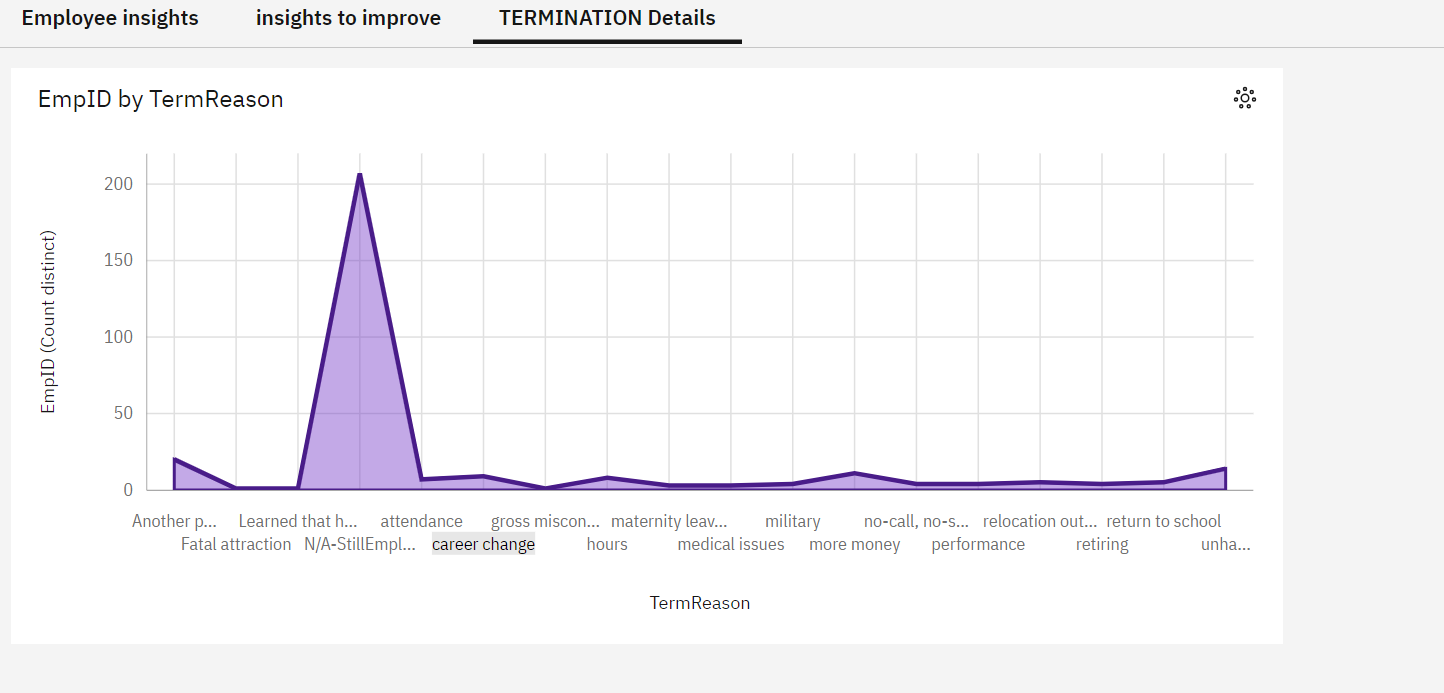 Employee insights insights to improve TERMINATION Details
EmpID by TermReason
EmpID (Count distinct)
200
150
100
50
0
Another p... Learned that h... attendance gross miscon... maternity leav... military no-call, no-s... relocation out... return to school
Fatal attraction N/A-StillEmpl... career change hours medical issues more money performance retiring unha...
TermReason